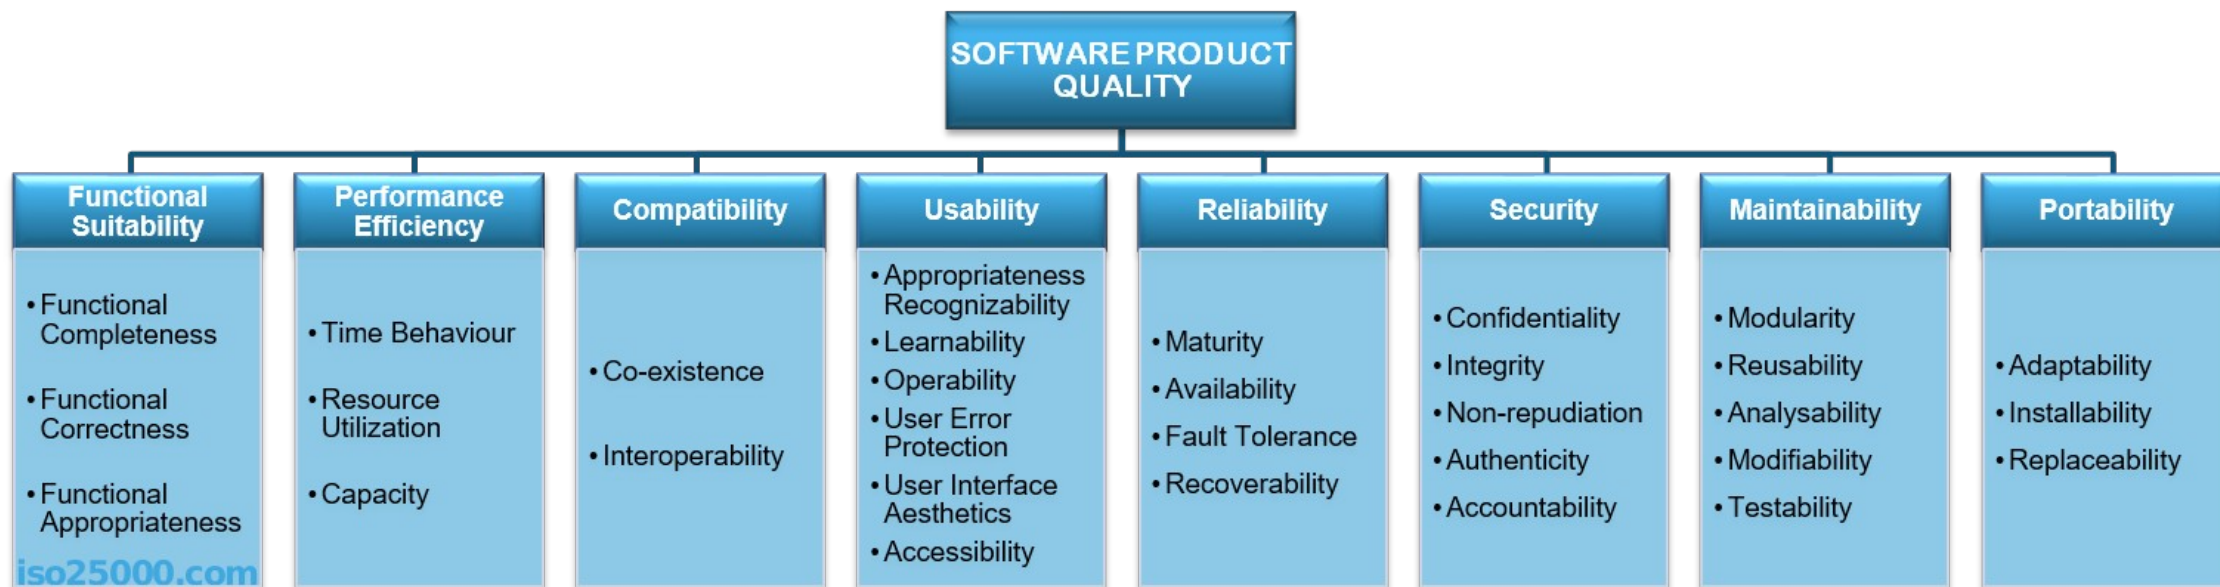 SOFTWARE PRODUCT
QUALITY
Functional
Suitability
• Functional
Completeness
• Functional
Correctness
• Functional
Appropriateness
iso25000.com
Performance
Efficiency
• Time Behaviour
• Resource
Utilization
• Capacity
Compatibility
• Co-existence
• Interoperability
Usability
• Appropriateness
Recognizability
• Learnability
• Operability
• User Error
Protection
• User Interface
Aesthetics
• Accessibility
Reliability
• Maturity
• Availability
• Fault Tolerance
• Recoverability
Security
• Confidentiality
• Integrity
• Non-repudiation
• Authenticity
• Accountability
Maintainability
• Modularity
• Reusability
• Analysability
• Modifiability
• Testability
Portability
• Adaptability
• Installability
• Replaceability